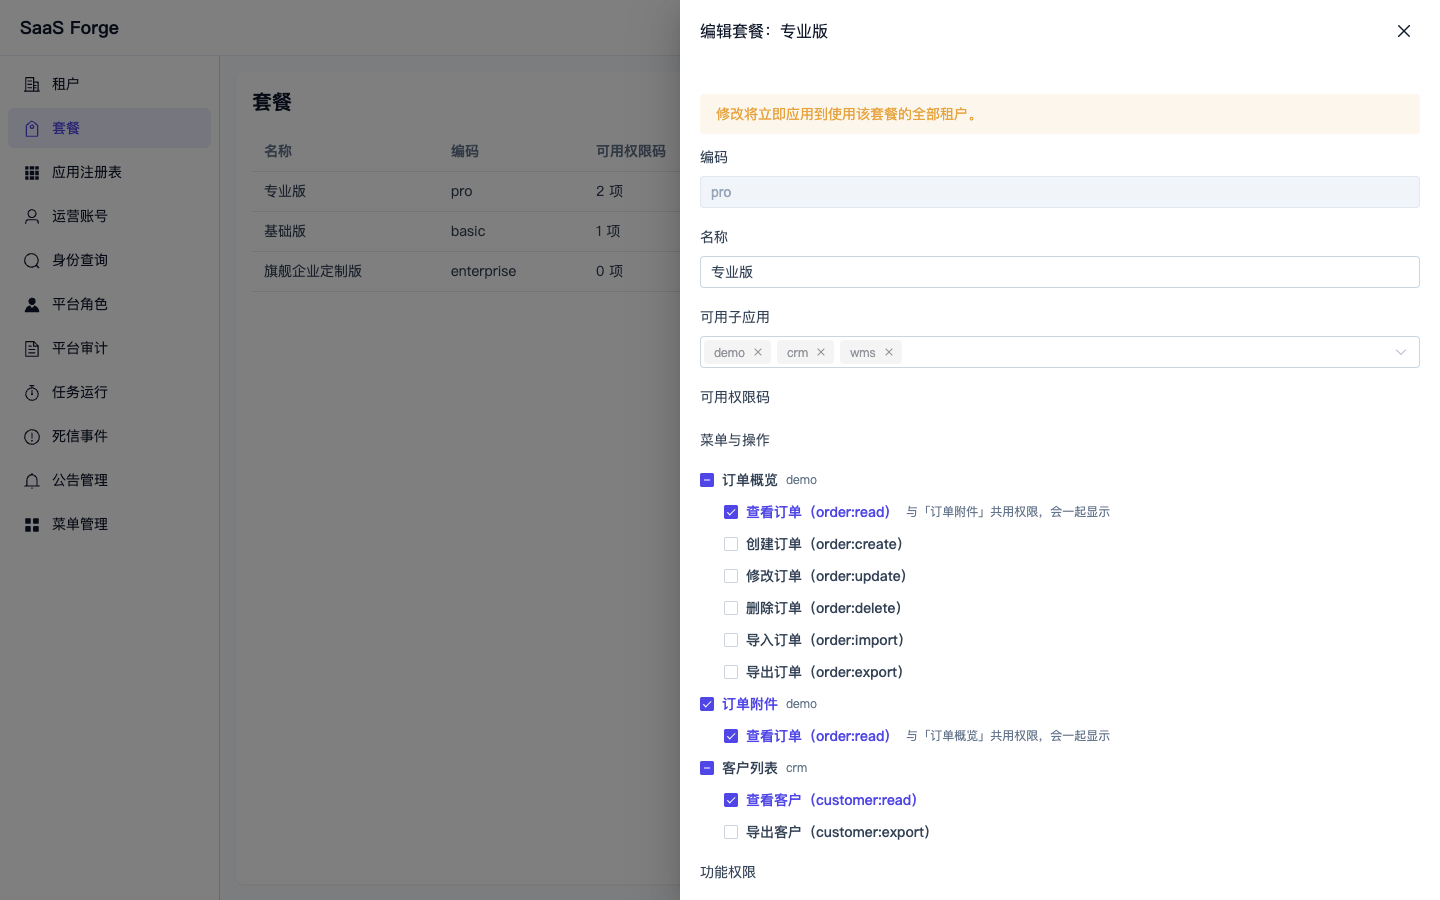 SaaS Forge
租户
套餐
应用注册表
运营账号
身份查询
平台角色
平台审计
任务运行
死信事件
公告管理
菜单管理
套餐
名称 编码 可用权限码
专业版 pro 2 项
基础版 basic 1 项
旗舰企业定制版 enterprise 0 项
编辑套餐：专业版
修改将立即应用到使用该套餐的全部租户。
编码
pro
名称
专业版
可用子应用
demo crm wms
可用权限码
菜单与操作
订单概览 demo
查看订单（order:read） 与「订单附件」共用权限，会一起显示
创建订单（order:create）
修改订单（order:update）
删除订单（order:delete）
导入订单（order:import）
导出订单（order:export）
订单附件 demo
查看订单（order:read） 与「订单概览」共用权限，会一起显示
客户列表 crm
查看客户（customer:read）
导出客户（customer:export）
功能权限